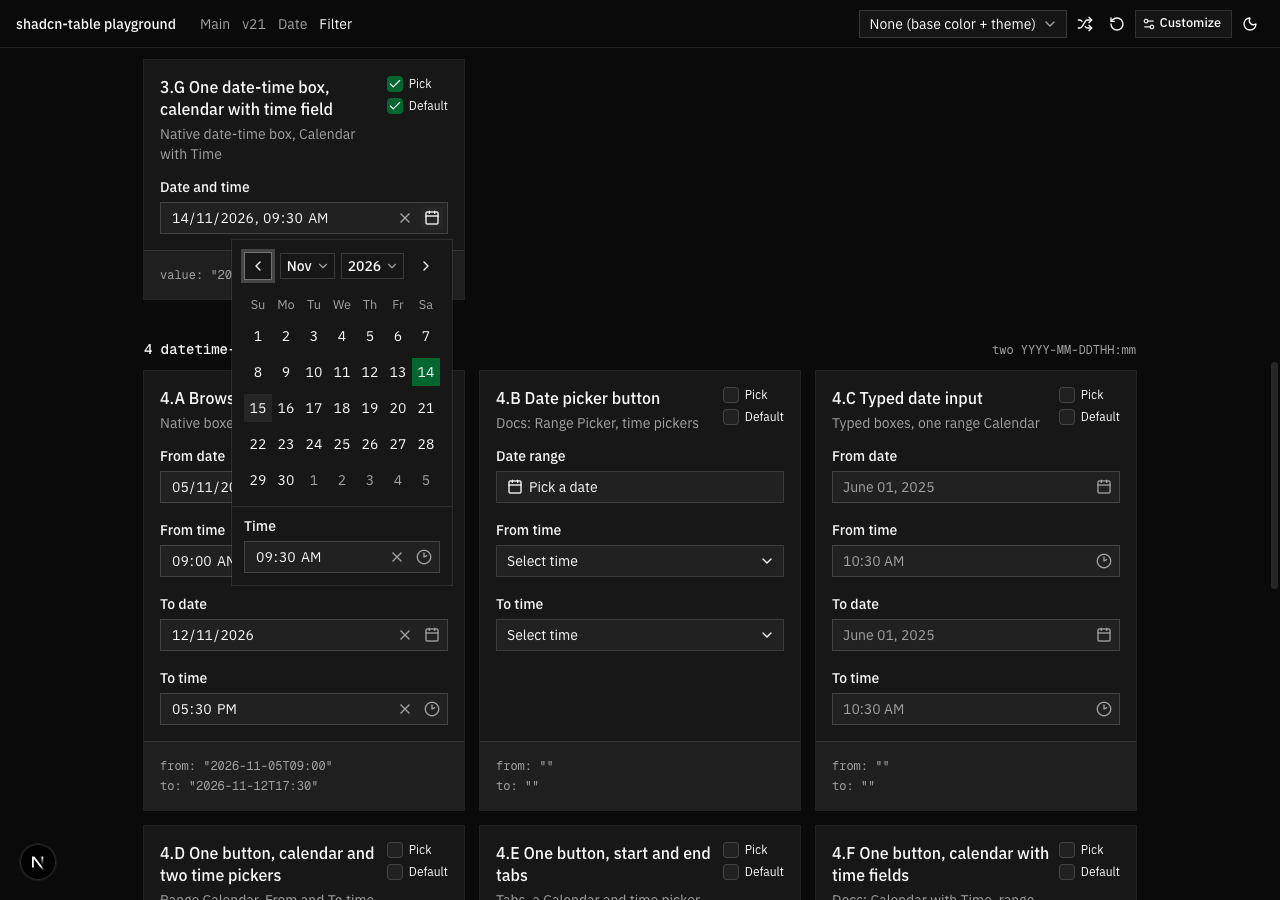 shadcn-table playground Main v21 Date Filter None (base color + theme) Customize
3.G One date-time box, calendar with time field
Pick
Default
Native date-time box, Calendar with Time
Date and time
14/11/2026, 09:30 AM
value: "20
Nov 2026
Su Mo Tu We Th Fr Sa
1 2 3 4 5 6 7
8 9 10 11 12 13 14
15 16 17 18 19 20 21
22 23 24 25 26 27 28
29 30 1 2 3 4 5
Time
09:30 AM
4 datetime-
two YYYY-MM-DDTHH:mm
4.A Brows
Native boxe
From date
05/11/20
From time
09:00 AM
To date
12/11/2026
To time
05:30 PM
from: "2026-11-05T09:00"
to: "2026-11-12T17:30"
4.B Date picker button
Pick
Default
Docs: Range Picker, time pickers
Date range
Pick a date
From time
Select time
To time
Select time
from: ""
to: ""
4.C Typed date input
Pick
Default
Typed boxes, one range Calendar
From date
June 01, 2025
From time
10:30 AM
To date
June 01, 2025
To time
10:30 AM
from: ""
to: ""
4.D One button, calendar and two time pickers
Pick
Default
Range Calendar, From and To time
4.E One button, start and end tabs
Pick
Default
Tabs, a Calendar and time picker
4.F One button, calendar with time fields
Pick
Default
Docs: Calendar with Time, range
N